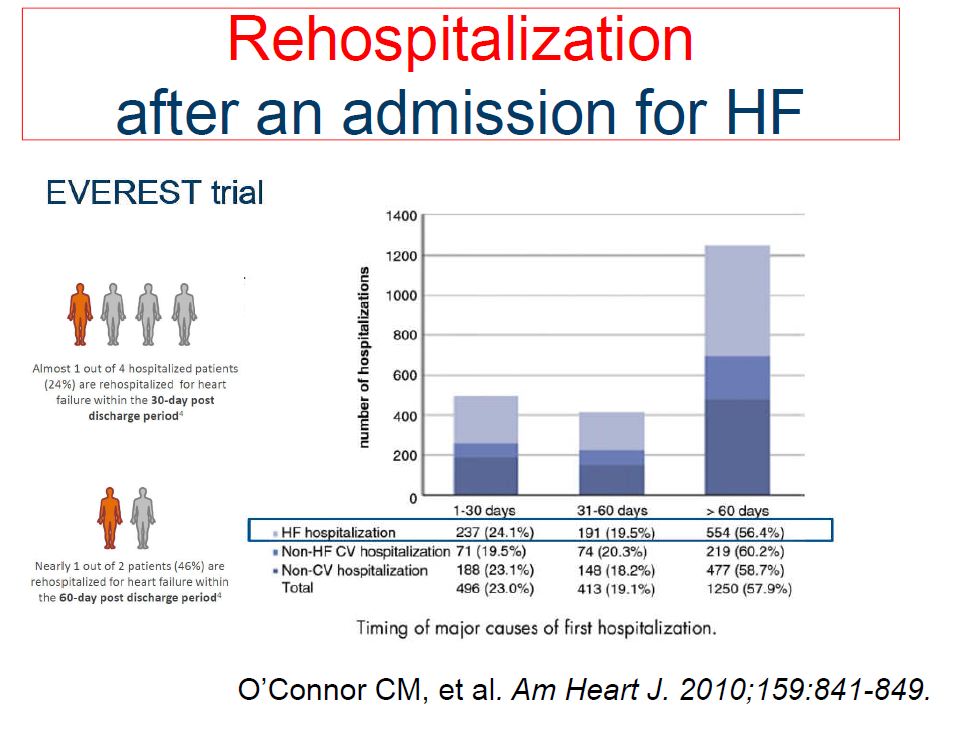 Rehospitalization
after an admission for HF
EVEREST trial
Almost 1 out of 4 hospitalized patients
(24%) are rehospitalized for heart
failure within the 30-day post
discharge period4
Nearly 1 out of 2 patients (46%) are
rehospitalized for heart failure within
the 60-day post discharge period4
number of hospitalizations
1400
1200
1000
800
600
400
200
0
1-30 days 31-60 days > 60 days
HF hospitalization 237 (24.1%) 191 (19.5%) 554 (56.4%)
Non-HF CV hospitalization 71 (19.5%) 74 (20.3%) 219 (60.2%)
Non-CV hospitalization 188 (23.1%) 148 (18.2%) 477 (58.7%)
Total 496 (23.0%) 413 (19.1%) 1250 (57.9%)
Timing of major causes of first hospitalization.
O’Connor CM, et al. Am Heart J. 2010;159:841-849.